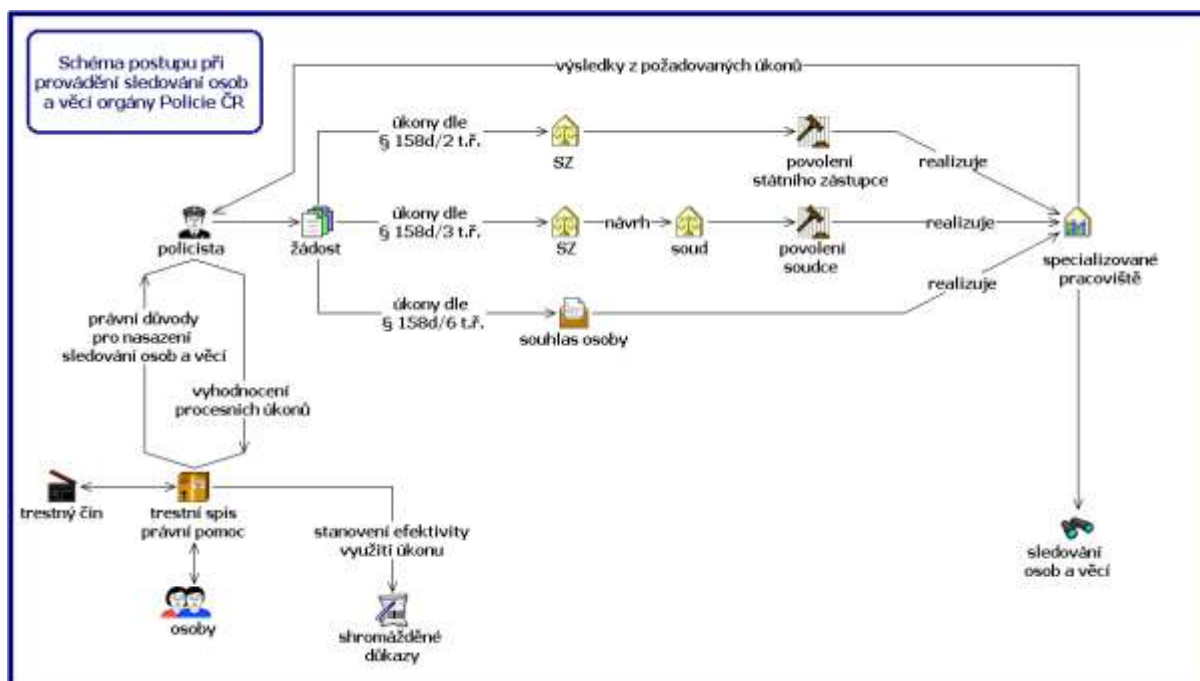 Schéma postupu při
provádění sledování osob
a věcí orgány Policie ČR
výsledky z požadovaných úkonů
úkony dle
§ 158d/2 t.ř.
SZ
povolení
státního zástupce
realizuje
policista
žádost
úkony dle
§ 158d/3 t.ř.
SZ
návrh
soud
povolení
soudce
realizuje
specializované
pracoviště
úkony dle
§ 158d/6 t.ř.
souhlas osoby
realizuje
právní důvody
pro nasazení
sledování osob a věcí
vyhodnocení
procesních úkonů
trestný čin
trestní spis
právní pomoc
stanovení efektivity
využití úkonu
sledování
osob a věcí
osoby
shromážděné
důkazy